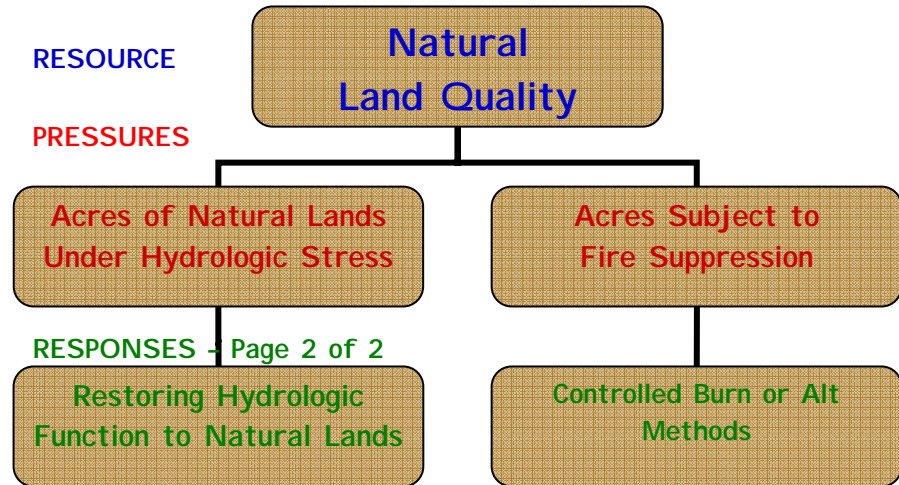 RESOURCE
Natural
Land Quality
PRESSURES
Acres of Natural Lands
Under Hydrologic Stress
Acres Subject to
Fire Suppression
RESPONSES - Page 2 of 2
Restoring Hydrologic
Function to Natural Lands
Controlled Burn or Alt
Methods